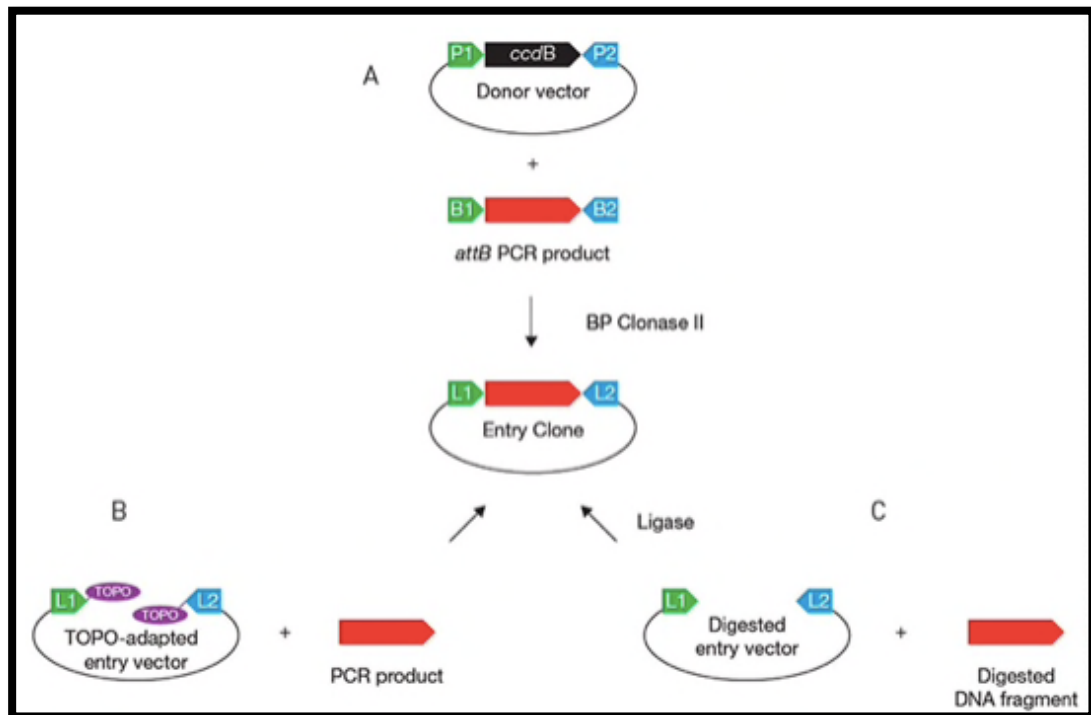 A
P1 ccdB P2
Donor vector
+
B1 B2
attB PCR product
BP Clonase II
L1 L2
Entry Clone
B
Ligase
C
L1 TOPO TOPO L2
TOPO-adapted
entry vector
+
PCR product
L1 L2
Digested
entry vector
+
Digested
DNA fragment